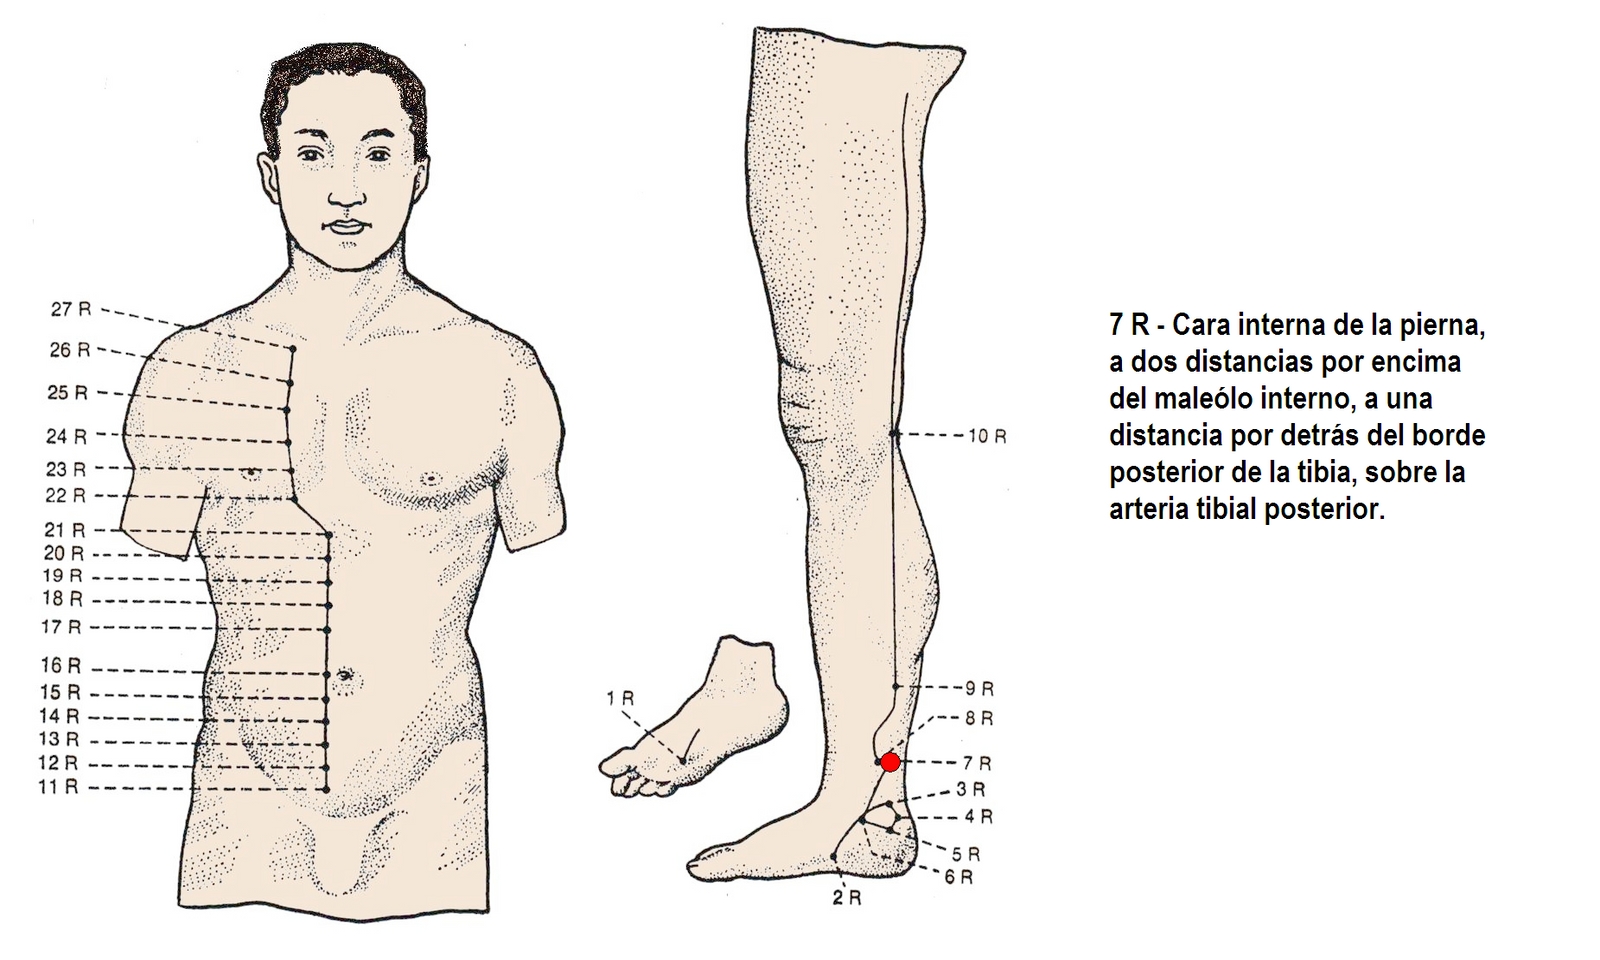 27 R
26 R
25 R
24 R
23 R
22 R
21 R
20 R
19 R
18 R
17 R
16 R
15 R
14 R
13 R
12 R
11 R
1 R
10 R
9 R
8 R
7 R
3 R
4 R
5 R
6 R
2 R
7 R - Cara interna de la pierna,
a dos distancias por encima
del maleólo interno, a una
distancia por detrás del borde
posterior de la tibia, sobre la
arteria tibial posterior.